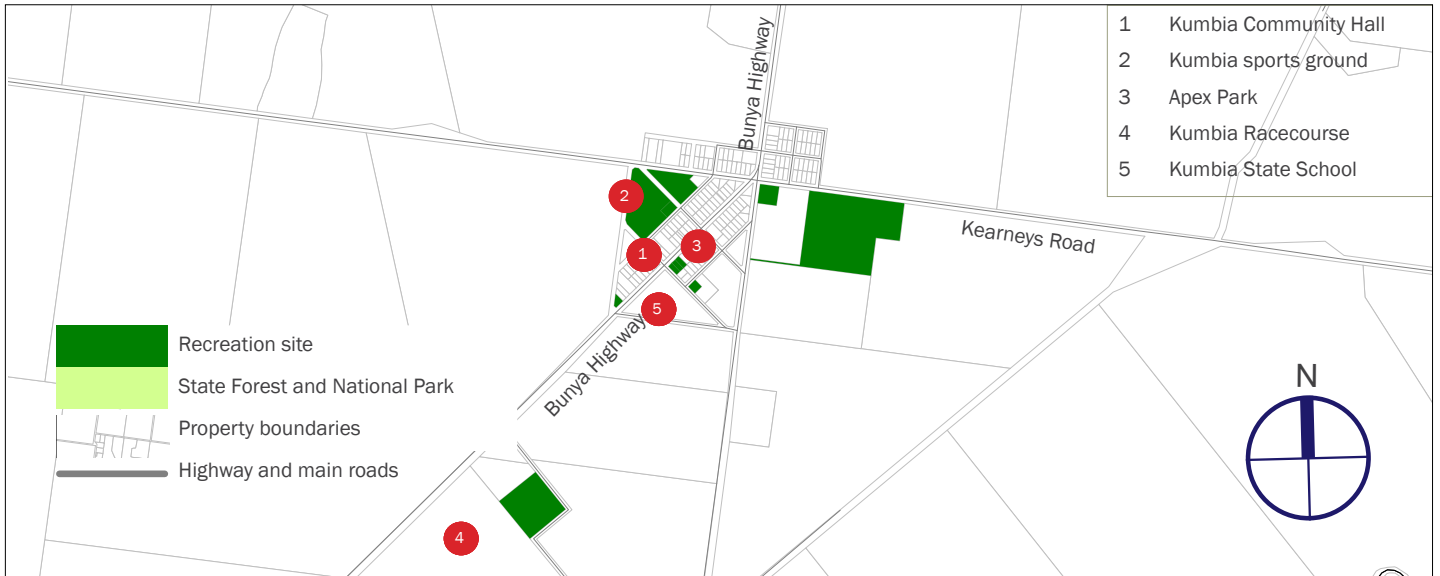 Bunya Highway
1 Kumbia Community Hall
2 Kumbia sports ground
3 Apex Park
4 Kumbia Racecourse
5 Kumbia State School
2
1
3
Kearneys Road
5
Bunya Highway
Recreation site
State Forest and National Park
Property boundaries
Highway and main roads
N
4